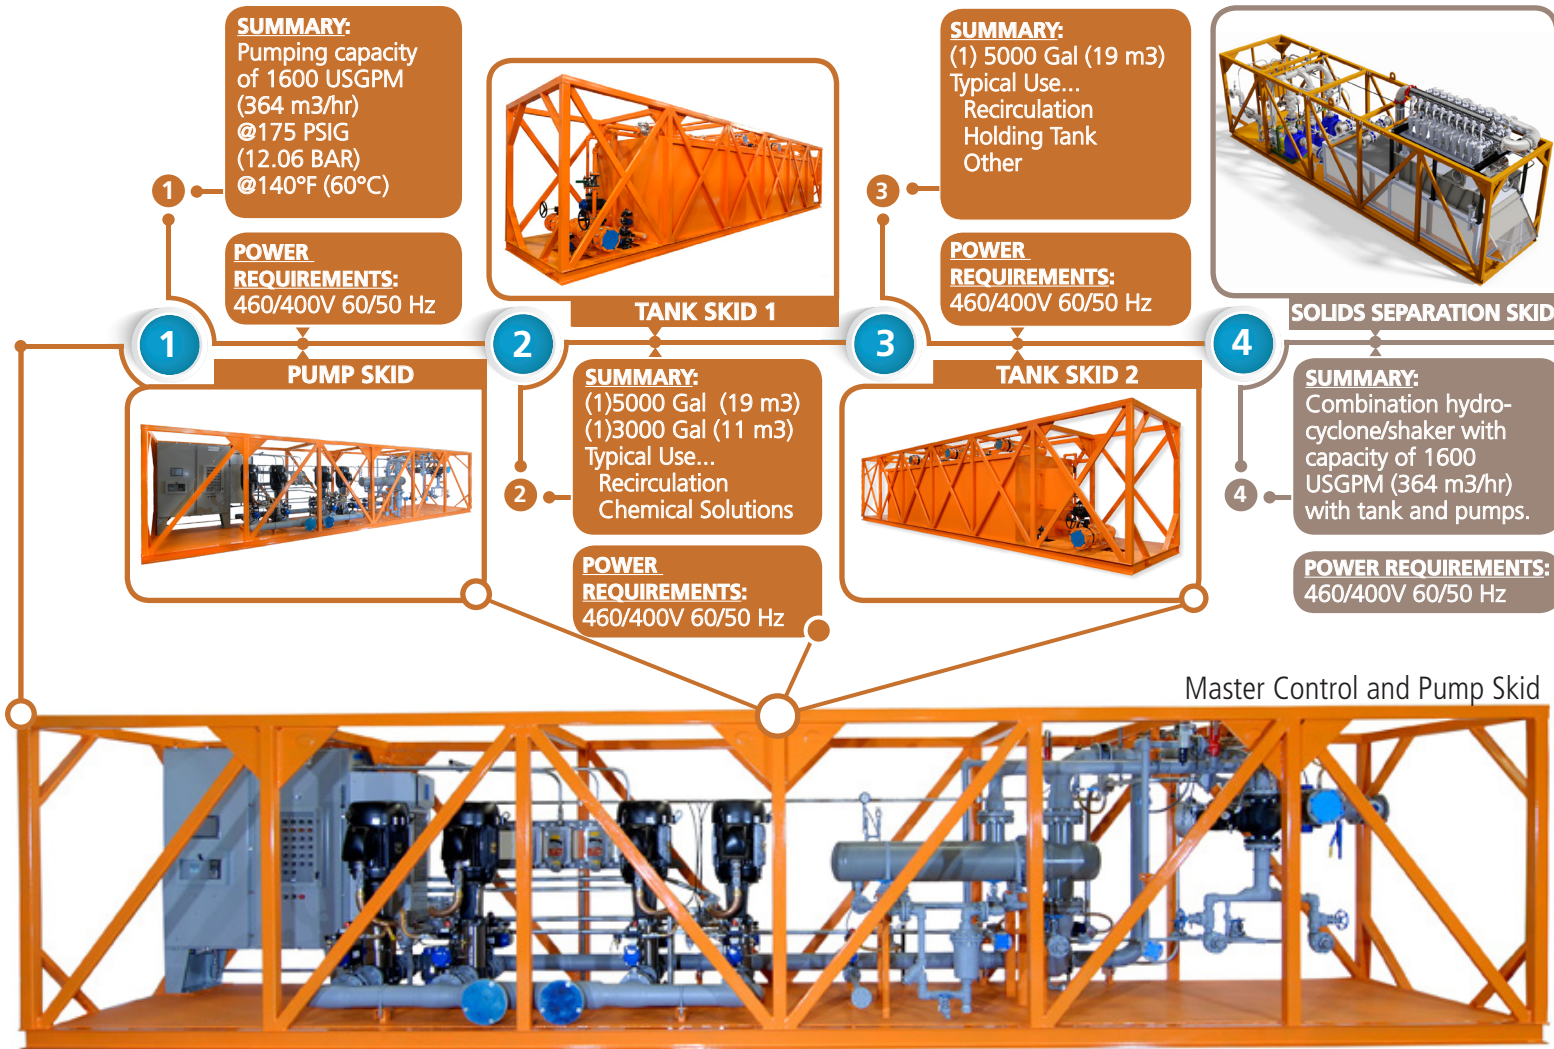 SUMMARY:
Pumping capacity
of 1600 USGPM
(364 m3/hr)
@175 PSIG
(12.06 BAR)
@140°F (60°C)
1
POWER
REQUIREMENTS:
460/400V 60/50 Hz
1
PUMP SKID
TANK SKID 1
2
SUMMARY:
(1)5000 Gal (19 m3)
(1)3000 Gal (11 m3)
Typical Use...
Recirculation
Chemical Solutions
2
POWER
REQUIREMENTS:
460/400V 60/50 Hz
SUMMARY:
(1) 5000 Gal (19 m3)
Typical Use...
Recirculation
Holding Tank
Other
3
POWER
REQUIREMENTS:
460/400V 60/50 Hz
3
TANK SKID 2
SOLIDS SEPARATION SKID
4
SUMMARY:
Combination hydro-
cyclone/shaker with
capacity of 1600
USGPM (364 m3/hr)
with tank and pumps.
4
POWER REQUIREMENTS:
460/400V 60/50 Hz
Master Control and Pump Skid